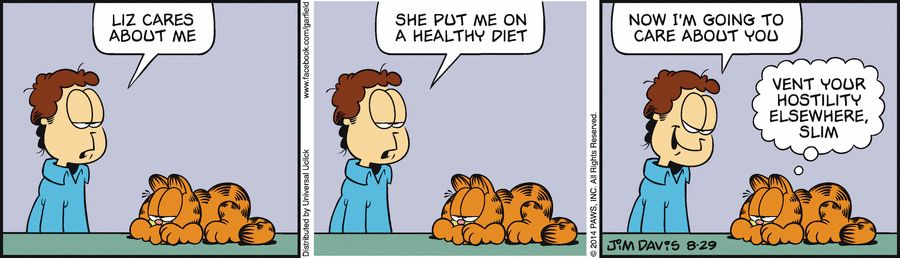 LIZ CARES
ABOUT ME
Distributed by Universal Uclick
www.facebook.com/garfield
SHE PUT ME ON
A HEALTHY DIET
© 2014 PAWS, INC. All Rights Reserved.
NOW I'M GOING TO
CARE ABOUT YOU
VENT YOUR
HOSTILITY
ELSEWHERE,
SLIM
JIM DAVIS 8·29